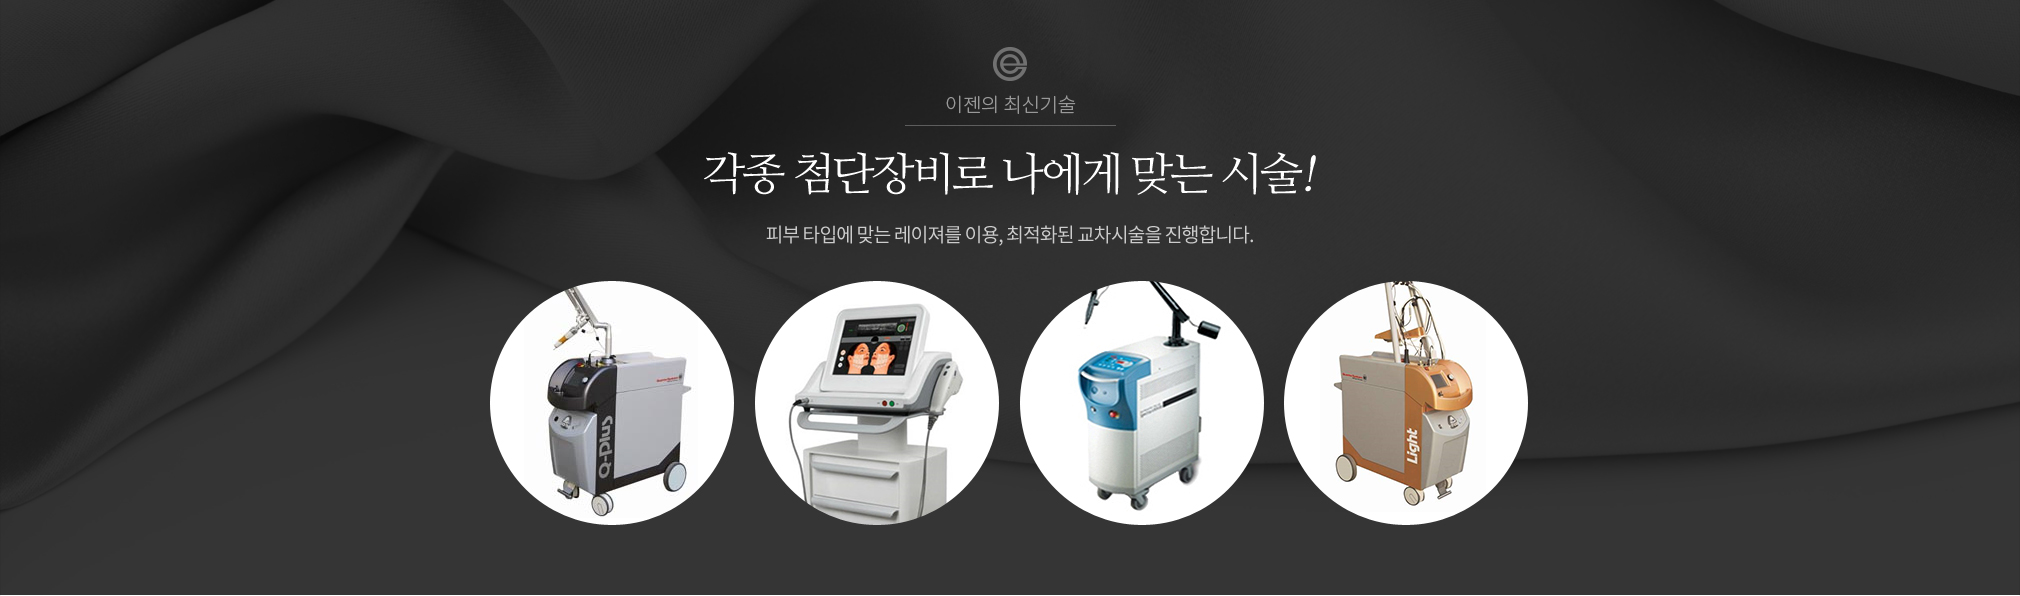 e
이젠의 최신기술
각종 첨단장비로 나에게 맞는 시술!
피부 타입에 맞는 레이져를 이용, 최적화된 교차시술을 진행합니다.
Q-plus
Light